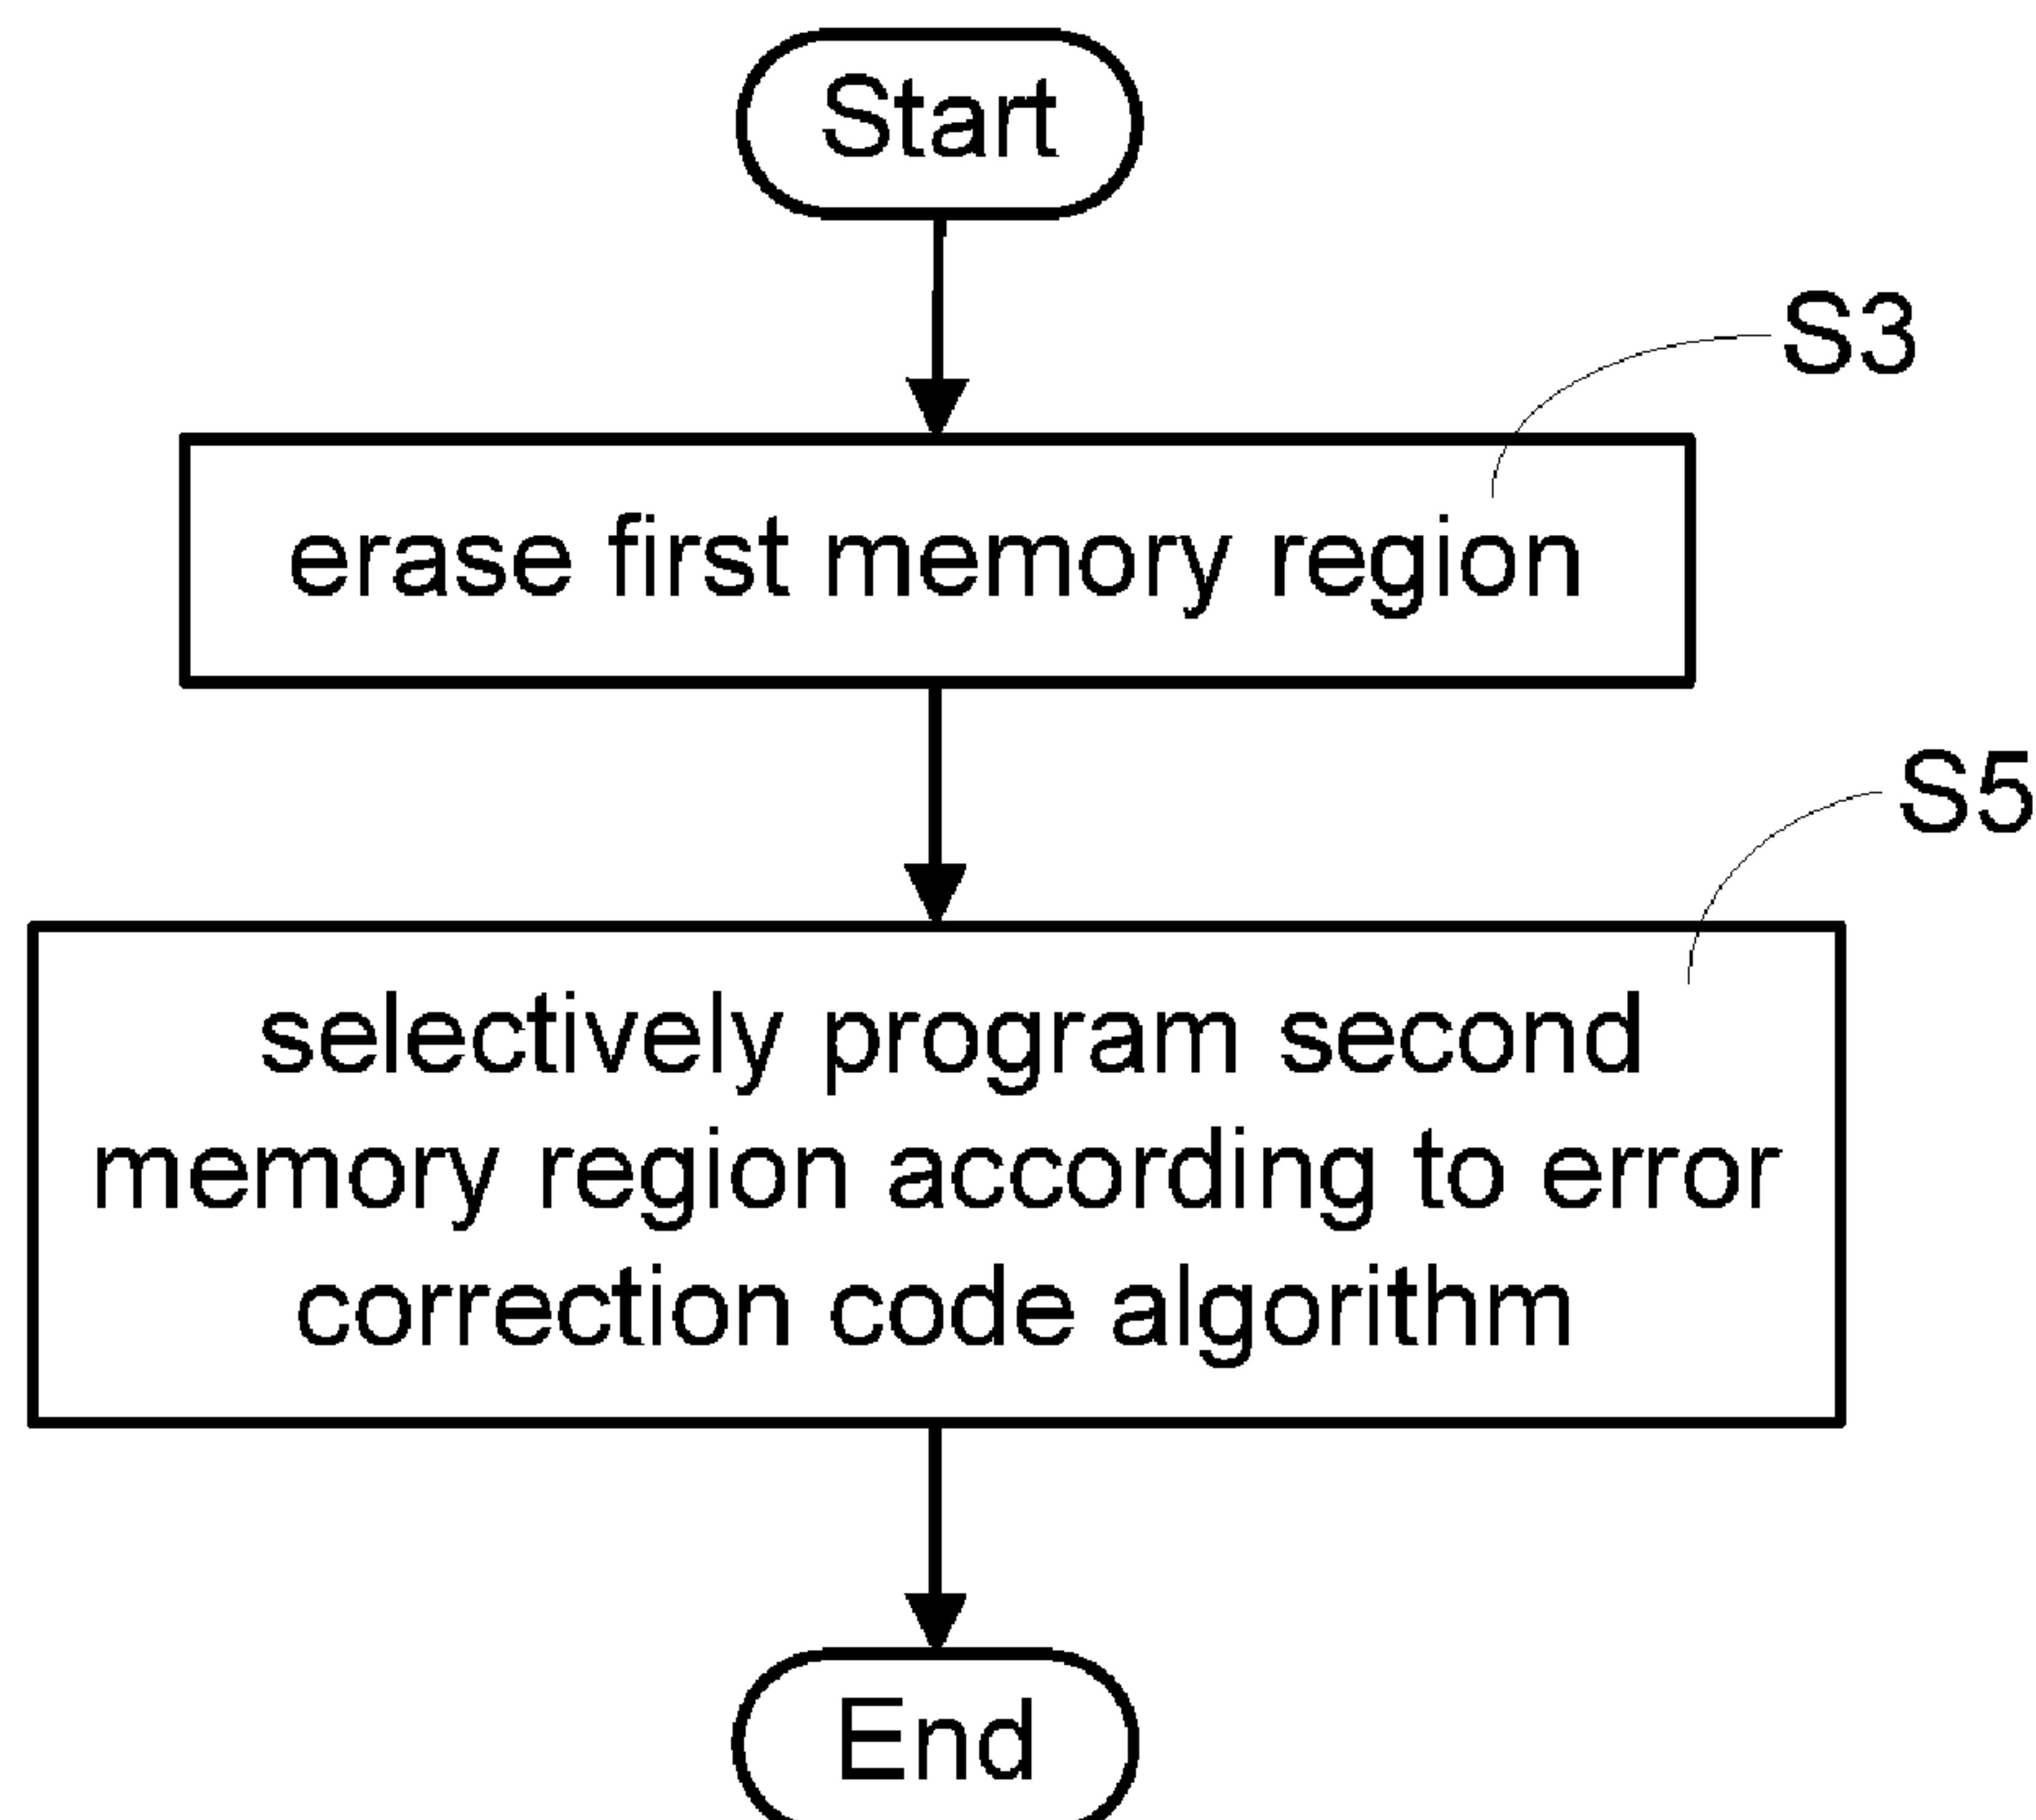 Start
S3
erase first memory region
S5
selectively program second
memory region according to error
correction code algorithm
End